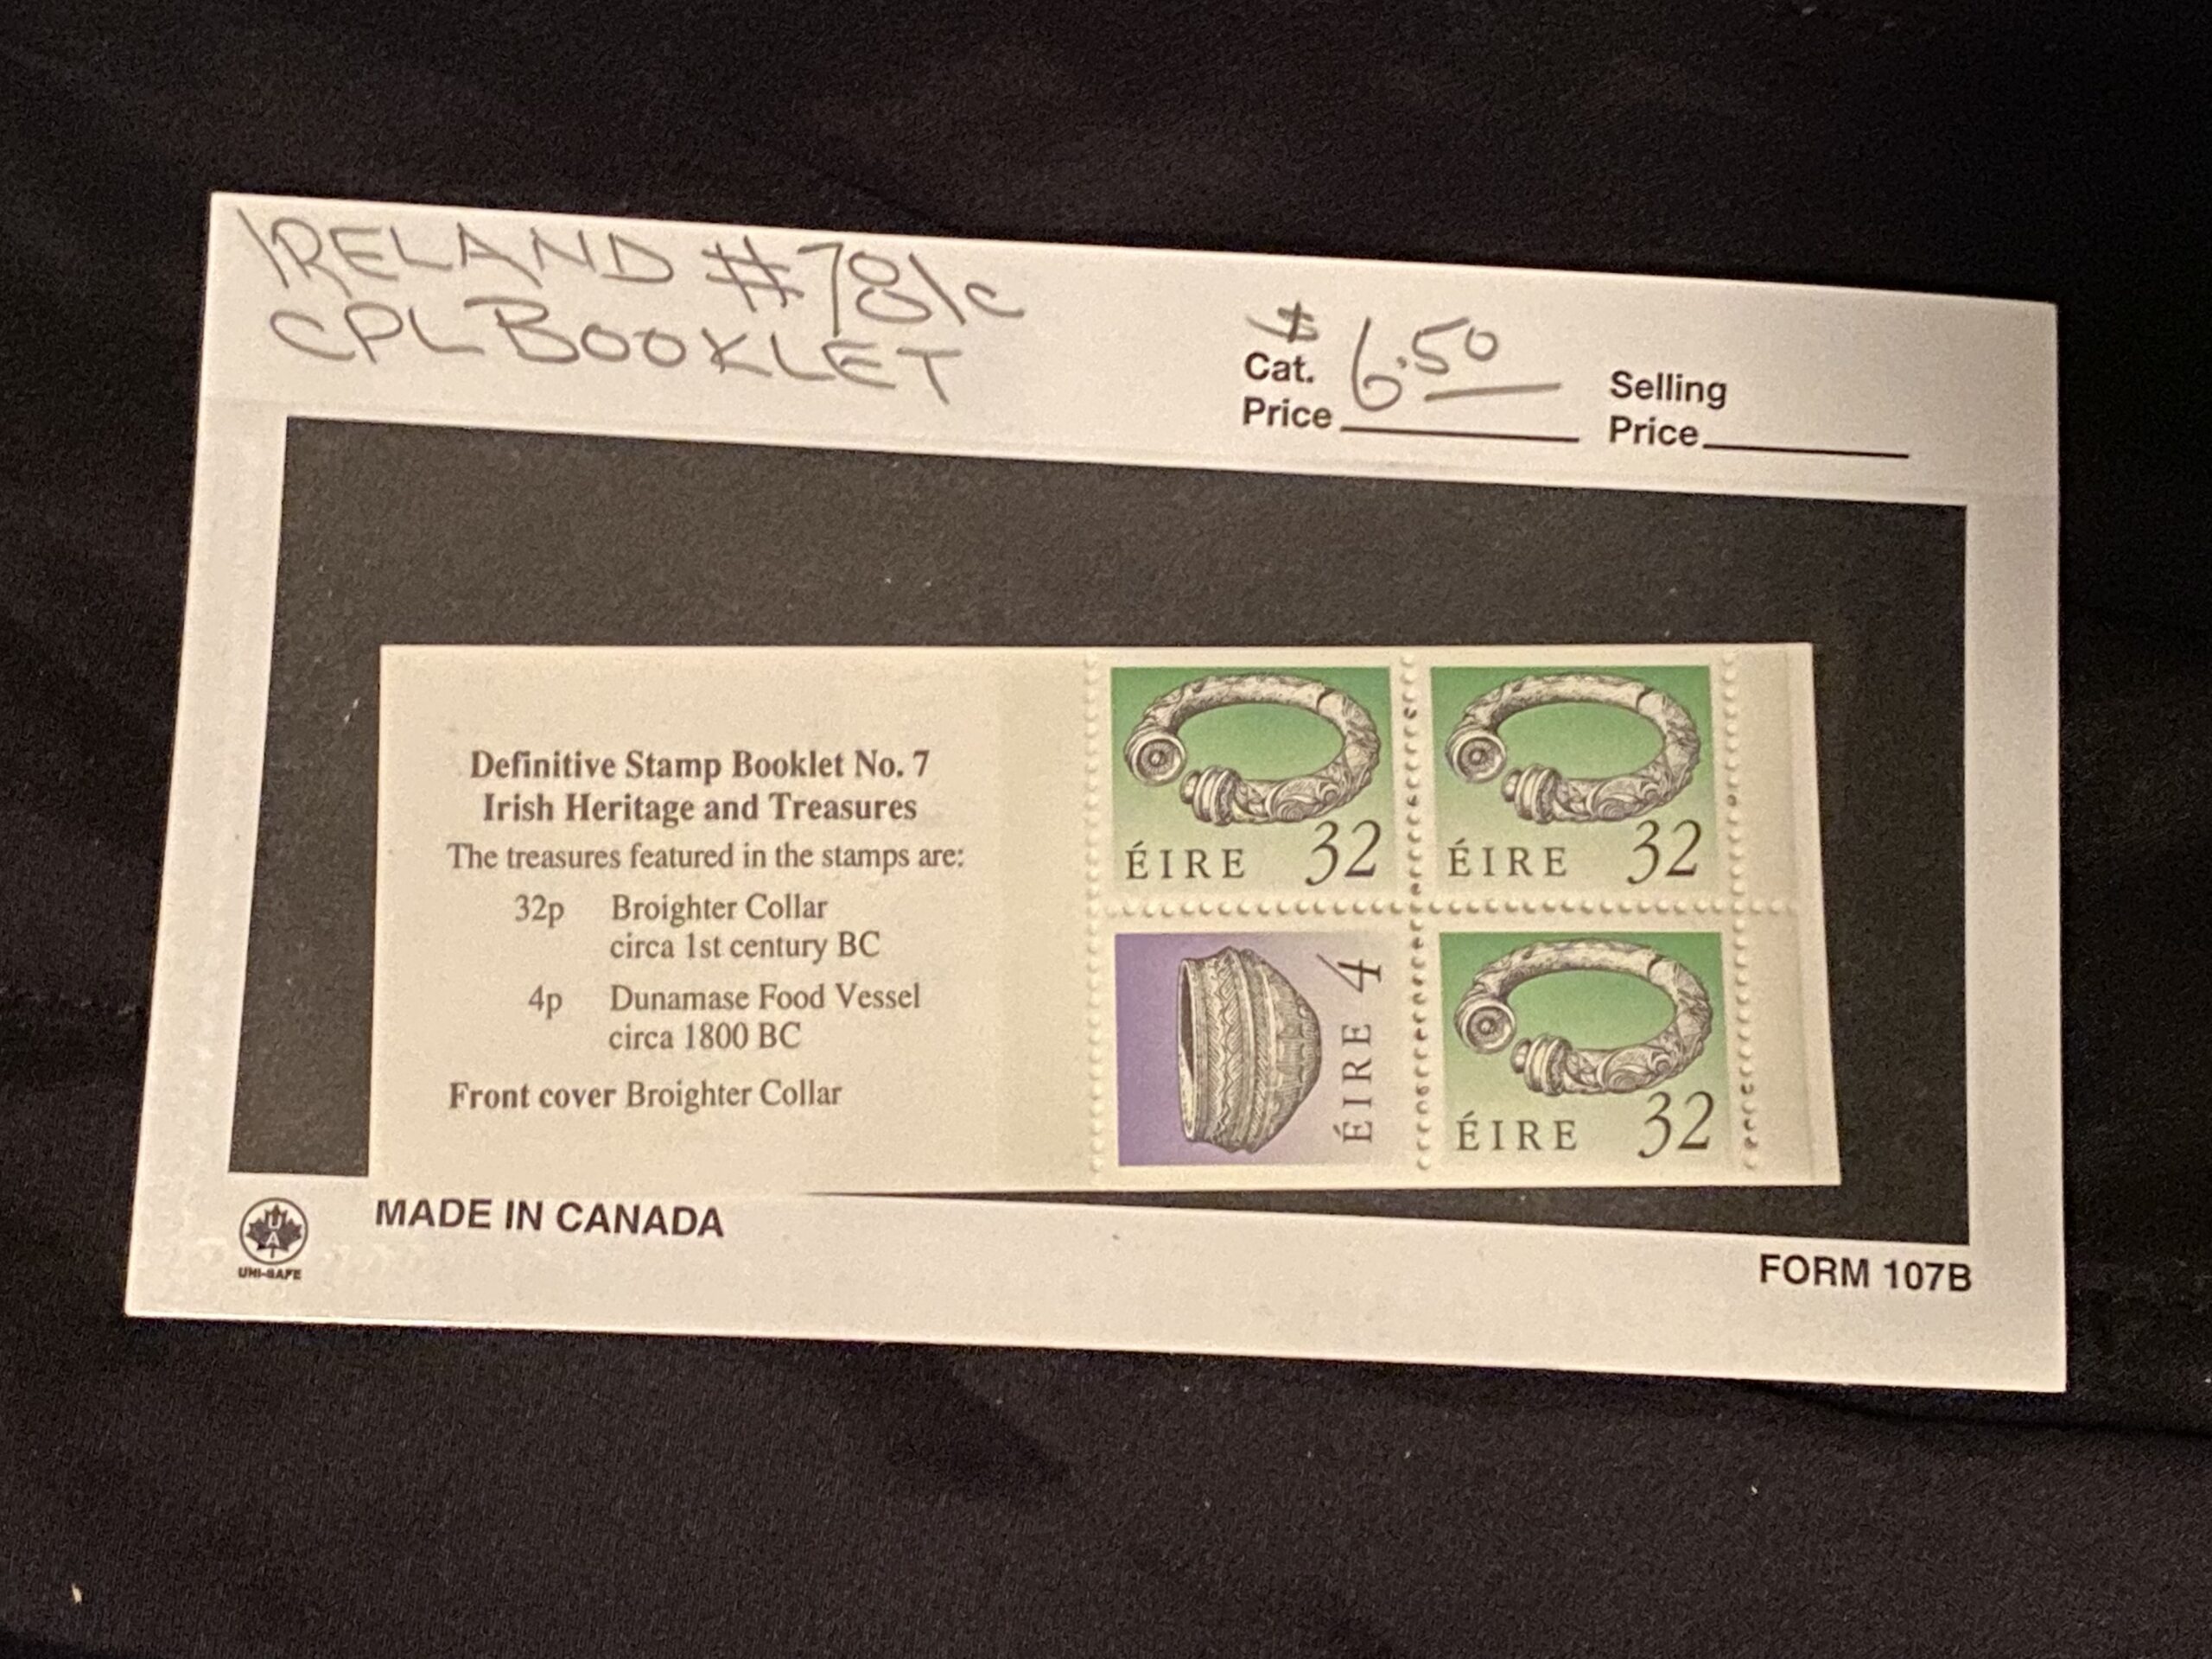 IRELAND #781c
CPL BOOKLET
$
Cat. 6.50
Price
Selling
Price
Definitive Stamp Booklet No. 7
Irish Heritage and Treasures
The treasures featured in the stamps are:
32p Broighter Collar
circa 1st century BC
4p Dunamase Food Vessel
circa 1800 BC
Front cover Broighter Collar
ÉIRE 32
ÉIRE 32
ÉIRE 4
ÉIRE 32
UNI-SAFE
MADE IN CANADA
FORM 107B